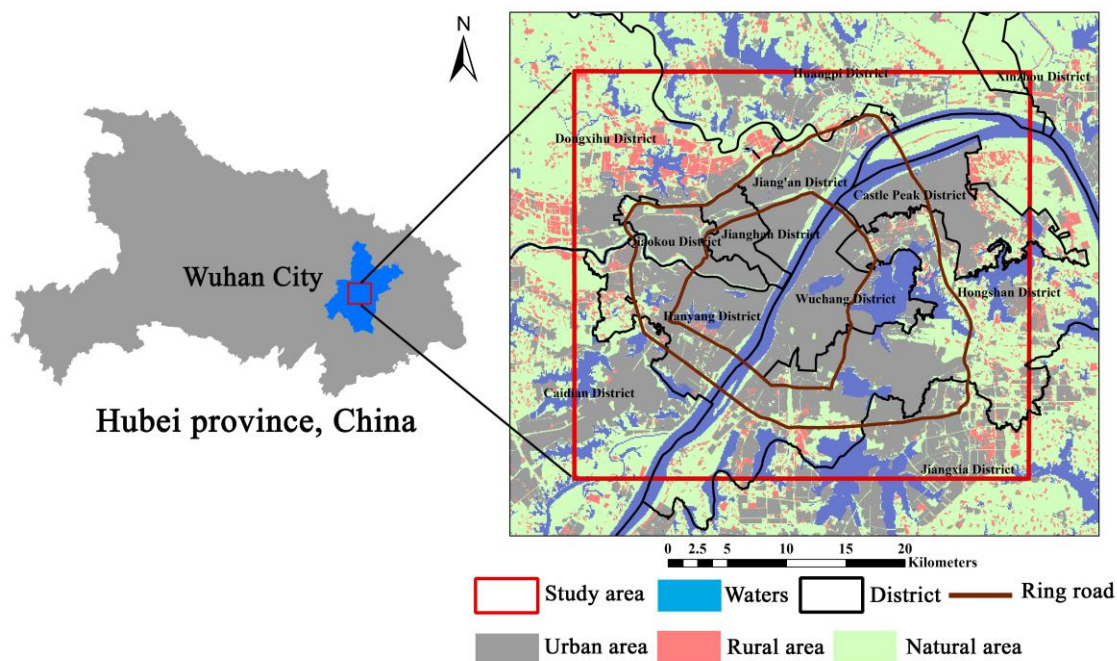 N
Wuhan City
Hubei province, China
Huangpi District
Xinzhou District
Dongxihu District
Jiang'an District
Castle Peak District
Qiaokou District
Jianghan District
Wuchang District
Hongshan District
Hanyang District
Caidian District
Jiangxia District
0 2.5 5 10 15 20
Kilometers
Study area Waters District Ring road
Urban area Rural area Natural area